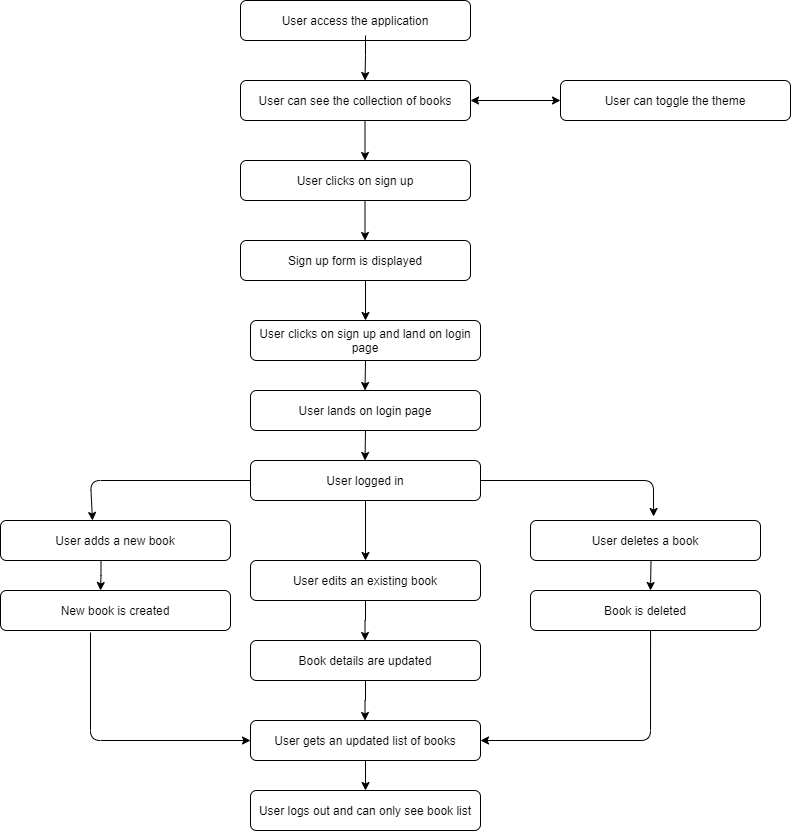 User access the application
User can see the collection of books
User can toggle the theme
User clicks on sign up
Sign up form is displayed
User clicks on sign up and land on login
page
User lands on login page
User logged in
User adds a new book
User deletes a book
User edits an existing book
New book is created
Book is deleted
Book details are updated
User gets an updated list of books
User logs out and can only see book list